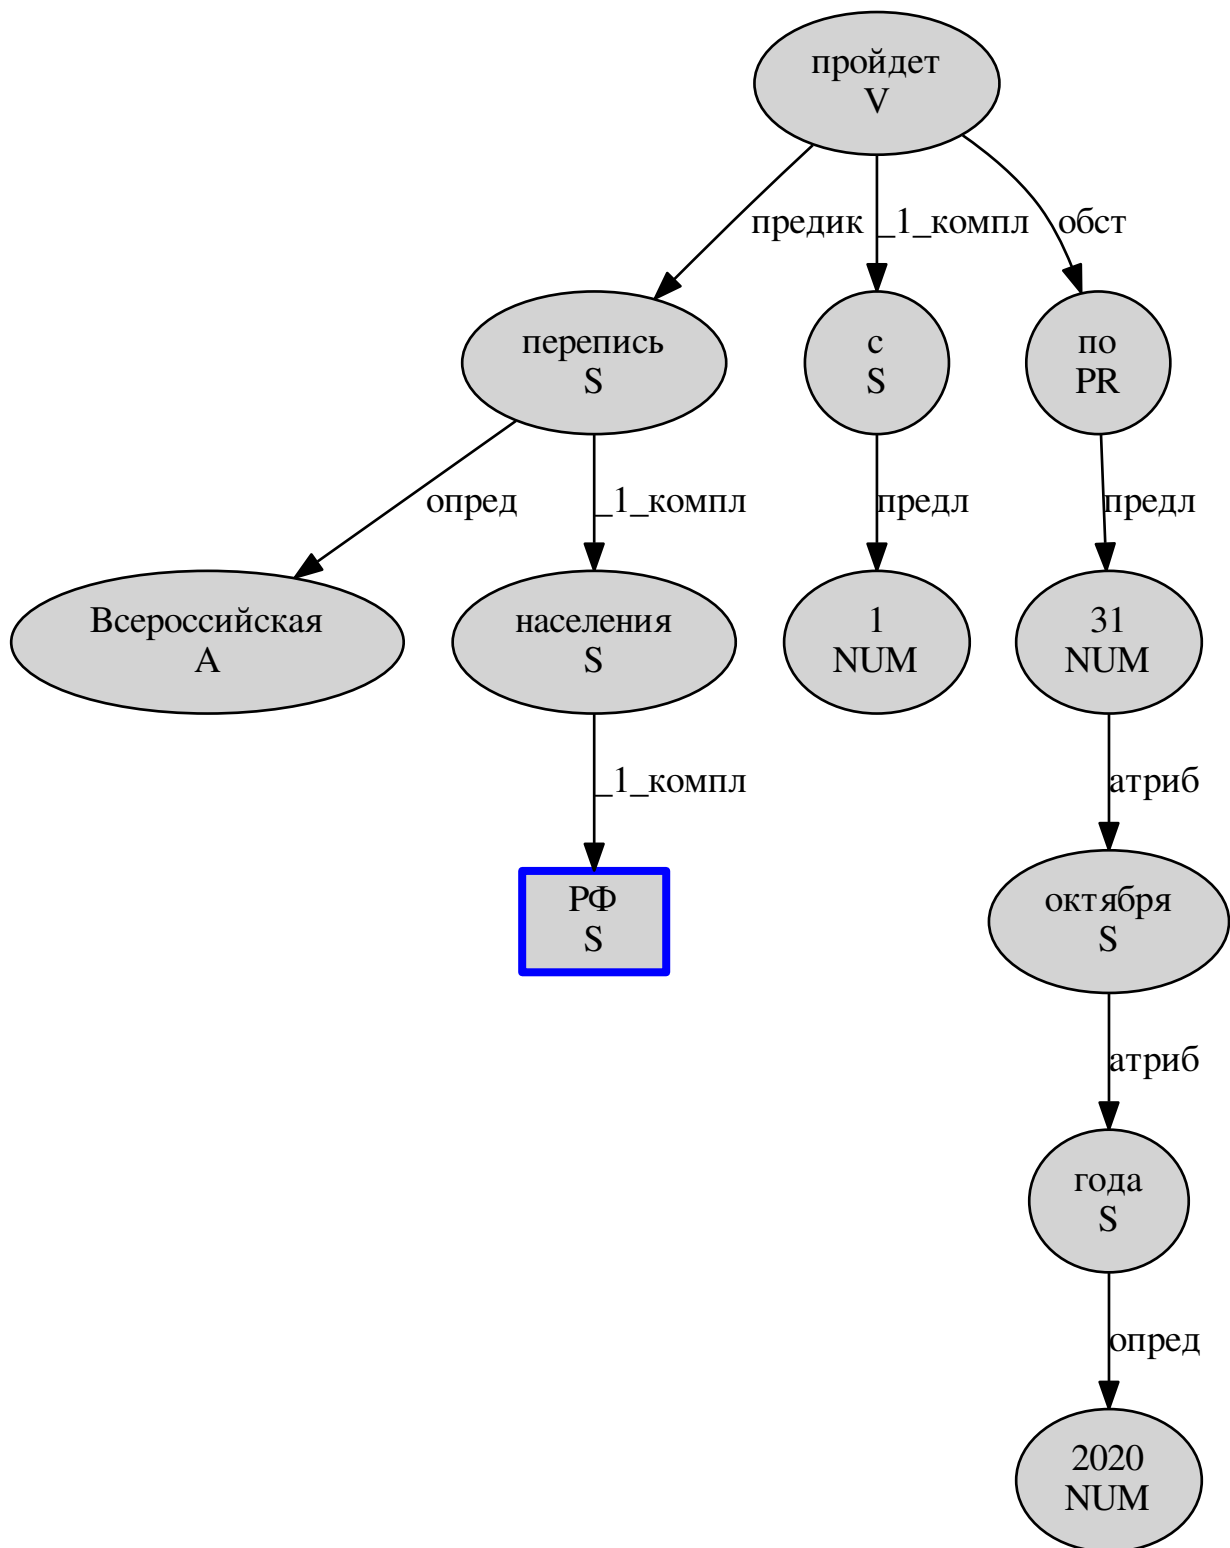 пройдет
V
предик
_1_компл
обст
перепись
S
с
S
по
PR
опред
_1_компл
предл
предл
Всероссийская
A
населения
S
1
NUM
31
NUM
_1_компл
атриб
РФ
S
октября
S
атриб
года
S
опред
2020
NUM